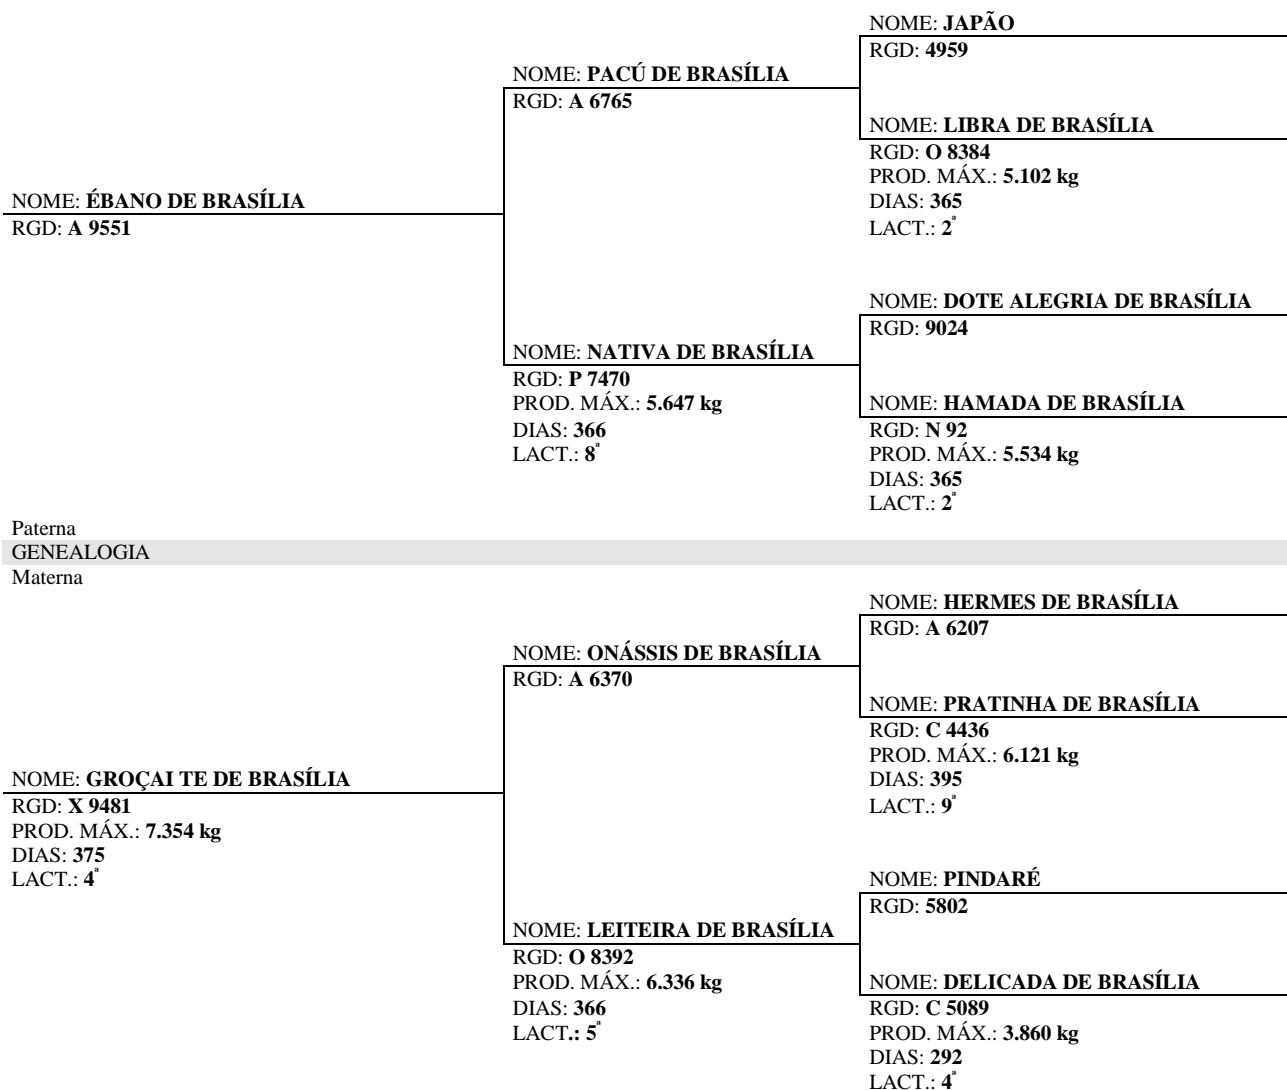 NOME: JAPÃO
RGD: 4959
NOME: PACÚ DE BRASÍLIA
RGD: A 6765
NOME: LIBRA DE BRASÍLIA
RGD: O 8384
PROD. MÁX.: 5.102 kg
DIAS: 365
LACT.: 2ª
NOME: ÉBANO DE BRASÍLIA
RGD: A 9551
NOME: DOTE ALEGRIA DE BRASÍLIA
RGD: 9024
NOME: NATIVA DE BRASÍLIA
RGD: P 7470
PROD. MÁX.: 5.647 kg
DIAS: 366
LACT.: 8ª
NOME: HAMADA DE BRASÍLIA
RGD: N 92
PROD. MÁX.: 5.534 kg
DIAS: 365
LACT.: 2ª
Paterna
GENEALOGIA
Materna
NOME: HERMES DE BRASÍLIA
RGD: A 6207
NOME: ONÁSSIS DE BRASÍLIA
RGD: A 6370
NOME: PRATINHA DE BRASÍLIA
RGD: C 4436
PROD. MÁX.: 6.121 kg
DIAS: 395
LACT.: 9ª
NOME: GROÇAI TE DE BRASÍLIA
RGD: X 9481
PROD. MÁX.: 7.354 kg
DIAS: 375
LACT.: 4ª
NOME: PINDARÉ
RGD: 5802
NOME: LEITEIRA DE BRASÍLIA
RGD: O 8392
PROD. MÁX.: 6.336 kg
DIAS: 366
LACT.: 5ª
NOME: DELICADA DE BRASÍLIA
RGD: C 5089
PROD. MÁX.: 3.860 kg
DIAS: 292
LACT.: 4ª